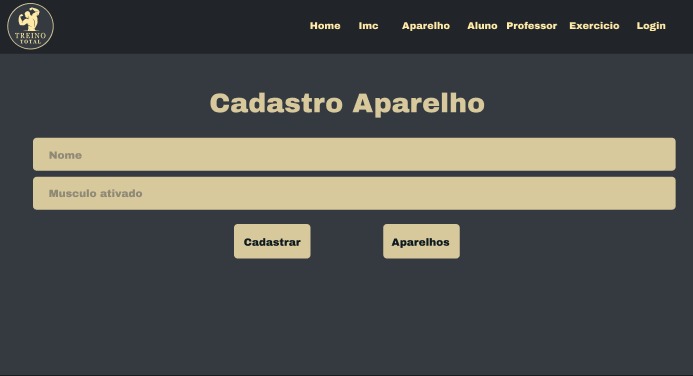 TREINO
TOTAL
Home Imc Aparelho Aluno Professor Exercicio Login
Cadastro Aparelho
Nome
Musculo ativado
Cadastrar Aparelhos